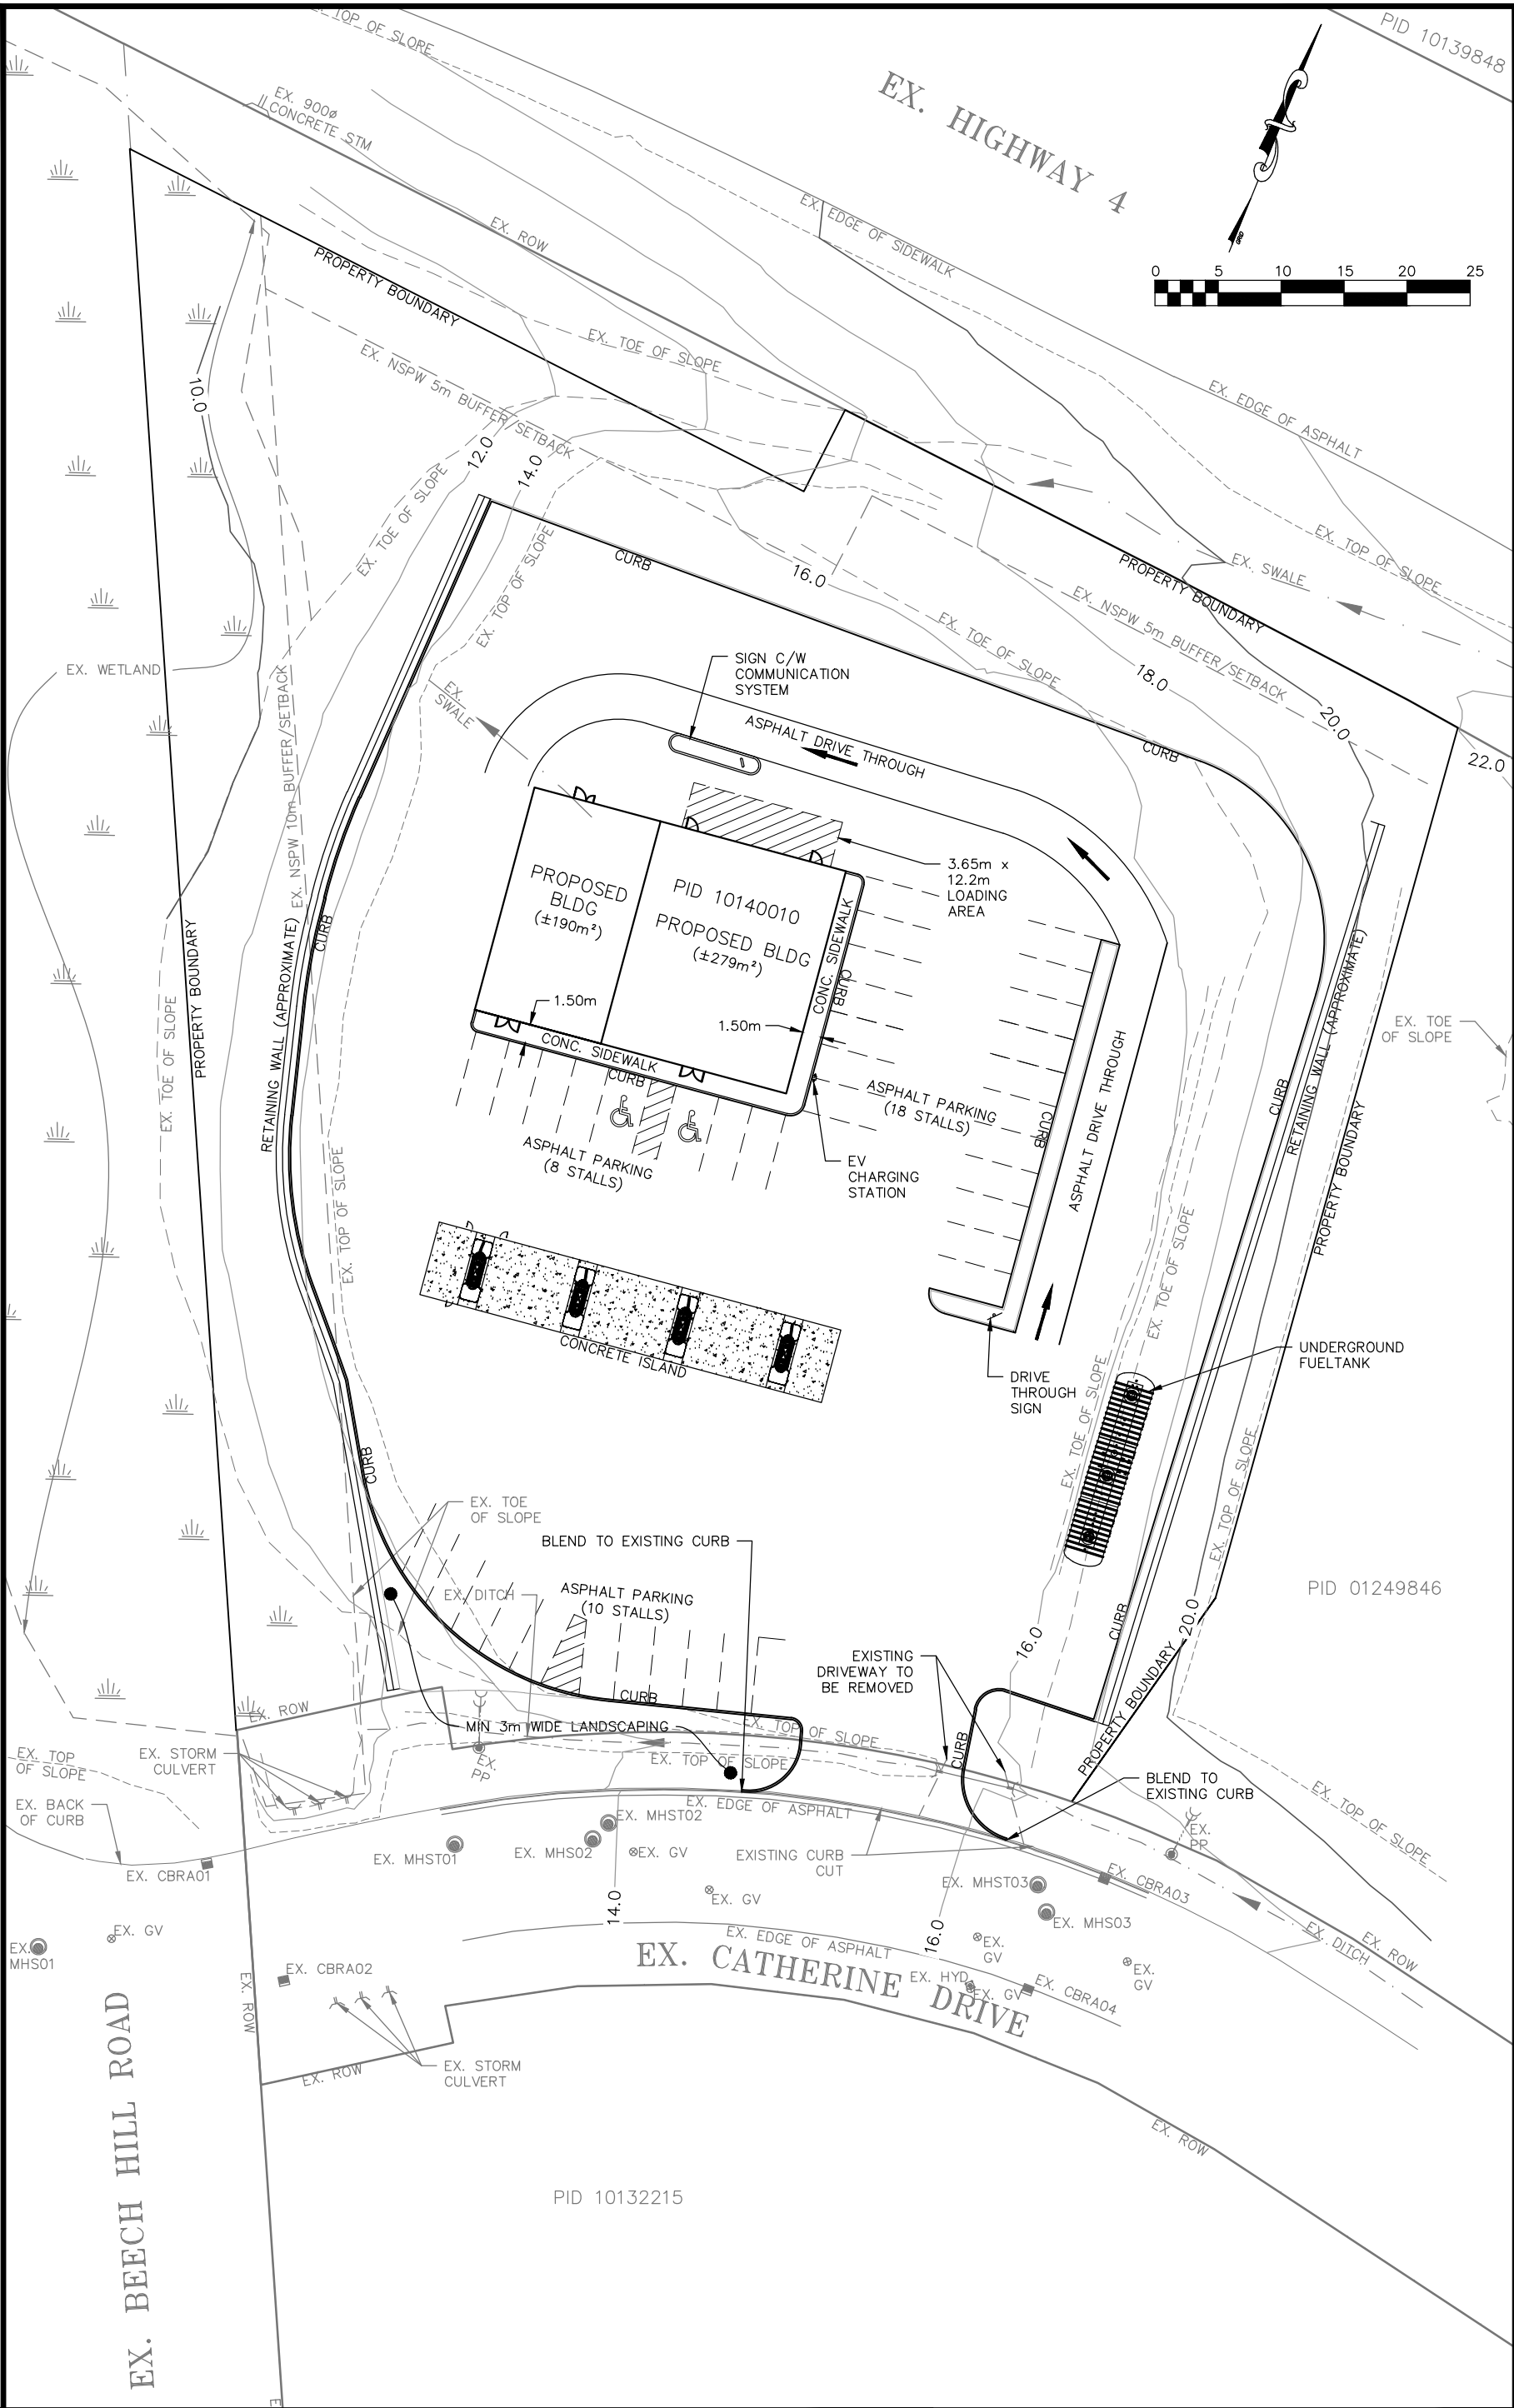 TOP OF SLOPE
PID 10139848
EX. HIGHWAY 4
EX. 900ø
CONCRETE STM
GRID
0 5 10 15 20 25
EX. ROW
EX. EDGE OF SIDEWALK
PROPERTY BOUNDARY
EX. TOE OF SLOPE
EX. NSPW 5m BUFFER/SETBACK
EX. EDGE OF ASPHALT
10.0
12.0
14.0
EX. TOE OF SLOPE
EX. TOP OF SLOPE
CURB
16.0
EX. TOP OF SLOPE
EX. SWALE
PROPERTY BOUNDARY
EX. NSPW 5m BUFFER/SETBACK
EX. TOE OF SLOPE
18.0
20.0
22.0
EX. WETLAND
SIGN C/W
COMMUNICATION
SYSTEM
EX.
SWALE
ASPHALT DRIVE THROUGH
CURB
EX. NSPW 10m BUFFER/SETBACK
3.65m x
12.2m
LOADING
AREA
PROPOSED
BLDG
(±190m²)
PID 10140010
PROPOSED BLDG
(±279m²)
CONC. SIDEWALK
CURB
CURB
RETAINING WALL (APPROXIMATE)
PROPERTY BOUNDARY
EX. TOE OF SLOPE
1.50m
1.50m
CONC. SIDEWALK
CURB
ASPHALT PARKING
(18 STALLS)
ASPHALT PARKING
(8 STALLS)
EV
CHARGING
STATION
CURB
ASPHALT DRIVE THROUGH
CURB
RETAINING WALL (APPROXIMATE)
PROPERTY BOUNDARY
EX. TOE
OF SLOPE
EX. TOP OF SLOPE
EX. TOE OF SLOPE
CONCRETE ISLAND
DRIVE
THROUGH
SIGN
UNDERGROUND
FUELTANK
EX. TOE OF SLOPE
EX. TOP OF SLOPE
CURB
EX. TOE
OF SLOPE
BLEND TO EXISTING CURB
EX. DITCH
ASPHALT PARKING
(10 STALLS)
PID 01249846
CURB
16.0
20.0
PROPERTY BOUNDARY
EXISTING
DRIVEWAY TO
BE REMOVED
CURB
EX. ROW
MIN 3m WIDE LANDSCAPING
EX. TOP OF SLOPE
EX. TOP OF SLOPE
EX.
PP
CURB
EX. TOP
OF SLOPE
EX. STORM
CULVERT
EX. BACK
OF CURB
BLEND TO
EXISTING CURB
EX. TOP OF SLOPE
EX. EDGE OF ASPHALT
EX. MHST02
EX. MHST01
EX. MHS02
EX. GV
EXISTING CURB
CUT
EX.
PP
EX. CBRA01
EX. MHST03
EX. CBRA03
EX. GV
14.0
EX. MHS03
EX. GV
EX.
MHS01
EX. EDGE OF ASPHALT
16.0
EX.
GV
EX. DITCH
EX. ROW
EX. CATHERINE DRIVE
EX. CBRA02
EX. HYD
EX. GV
EX. CBRA04
EX.
GV
EX. ROW
EX. STORM
CULVERT
EX. ROW
EX. BEECH HILL ROAD
EX. ROW
PID 10132215
E